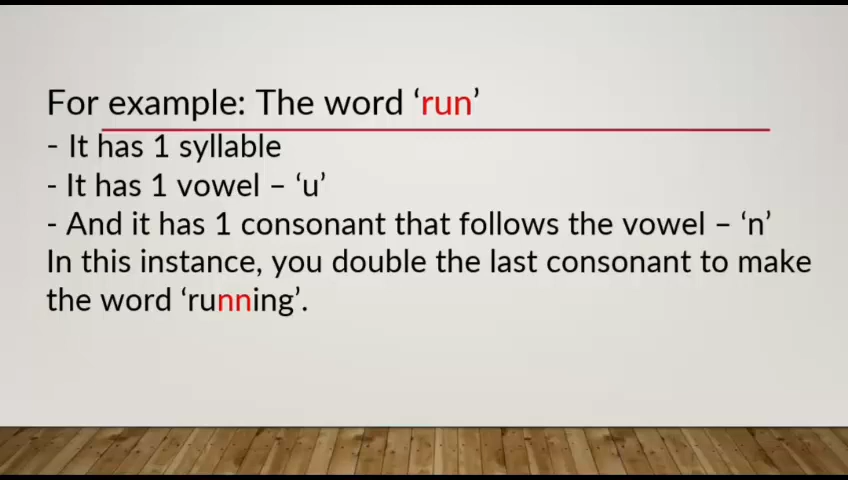 For example: The word ‘run’
- It has 1 syllable
- It has 1 vowel – ‘u’
- And it has 1 consonant that follows the vowel – ‘n’
In this instance, you double the last consonant to make
the word ‘running’.